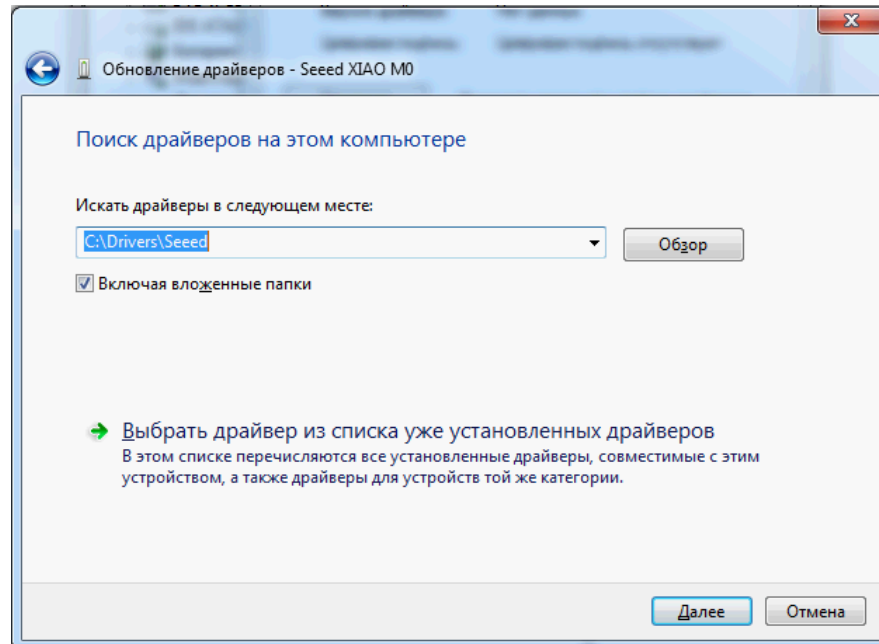 Обновление драйверов - Seeed XIAO M0
Поиск драйверов на этом компьютере
Искать драйверы в следующем месте:
C:\Drivers\Seeed
Обзор
Включая вложенные папки
Выбрать драйвер из списка уже установленных драйверов
В этом списке перечисляются все установленные драйверы, совместимые с этим
устройством, а также драйверы для устройств той же категории.
Далее
Отмена